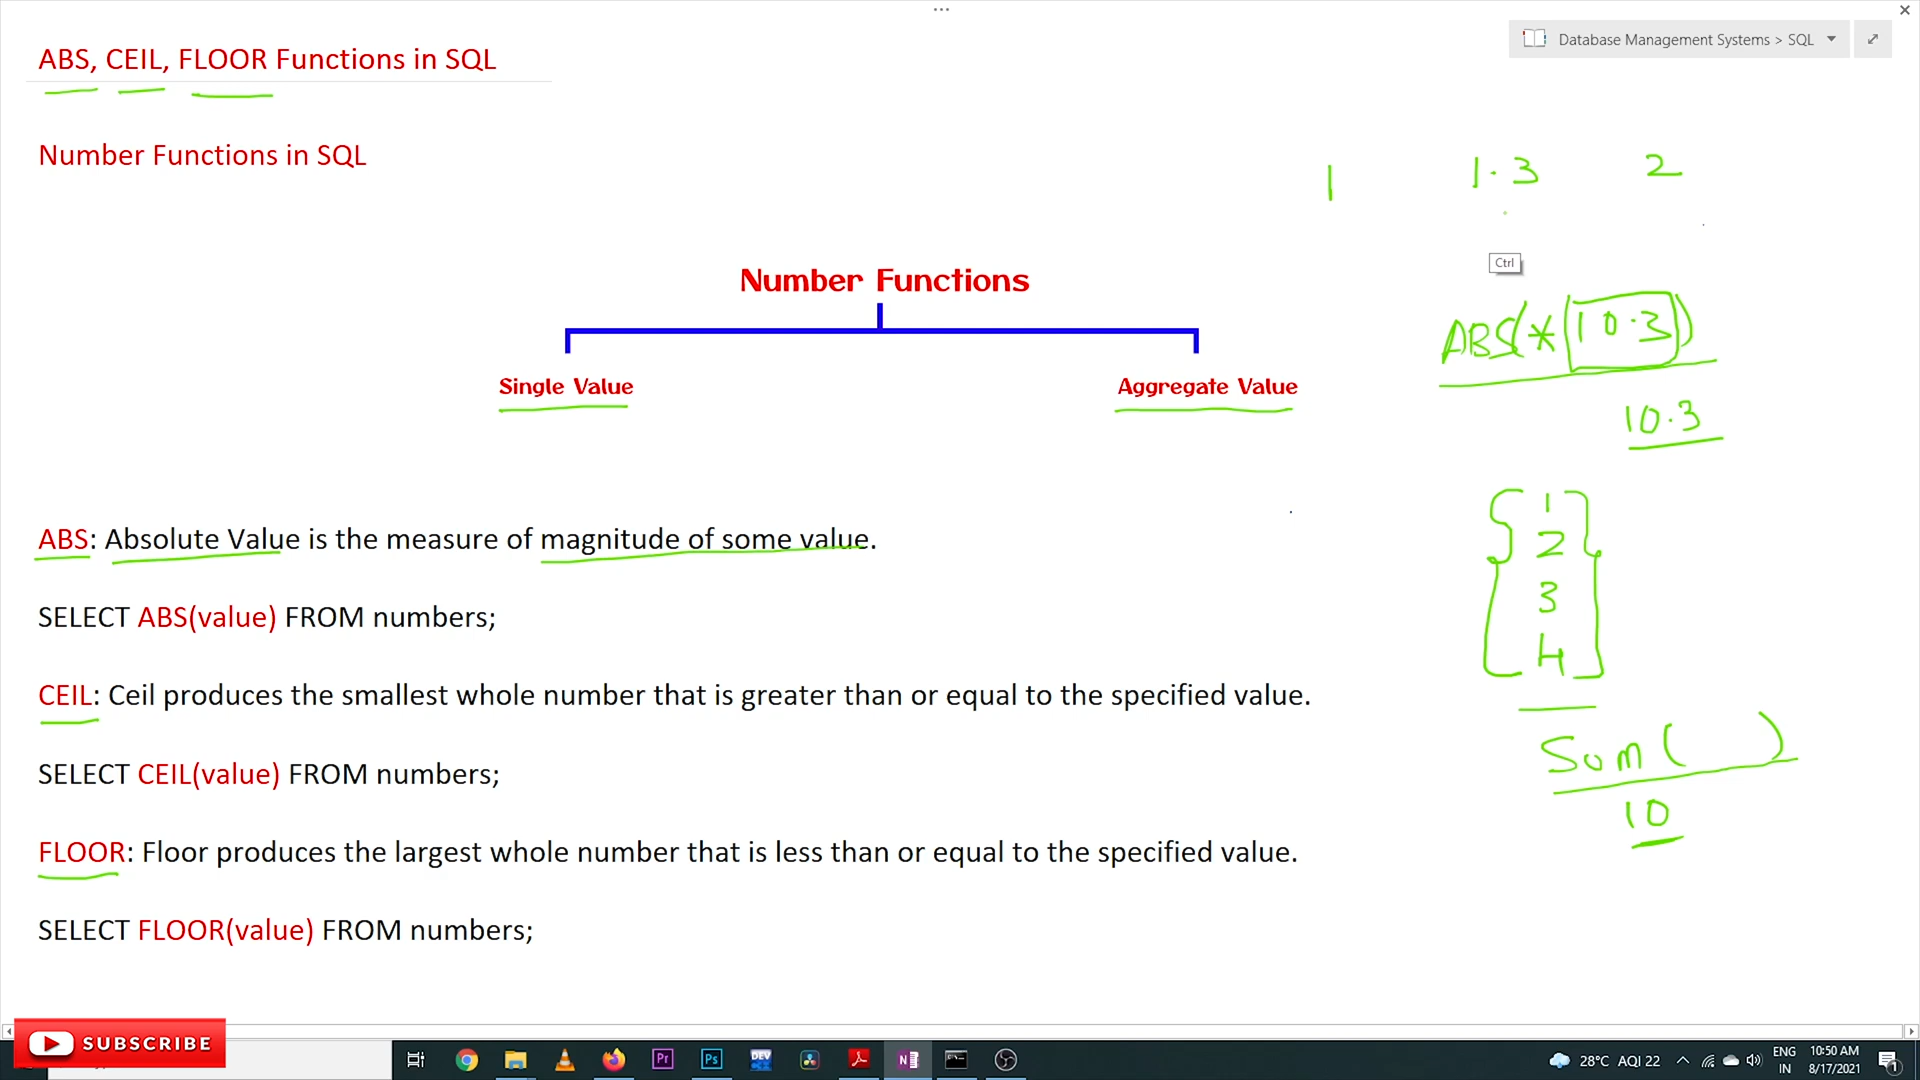 ABS, CEIL, FLOOR Functions in SQL
Database Management Systems > SQL
Number Functions in SQL
1 1.3 2
Ctrl
Number Functions
Single Value
Aggregate Value
ABS(*10.3)
10.3
1
2
3
4
Sum( )
10
ABS: Absolute Value is the measure of magnitude of some value.
SELECT ABS(value) FROM numbers;
CEIL: Ceil produces the smallest whole number that is greater than or equal to the specified value.
SELECT CEIL(value) FROM numbers;
FLOOR: Floor produces the largest whole number that is less than or equal to the specified value.
SELECT FLOOR(value) FROM numbers;
SUBSCRIBE
Pr
Ps
DEV
N
28°C AQI 22
ENG
IN
10:50 AM
8/17/2021
1